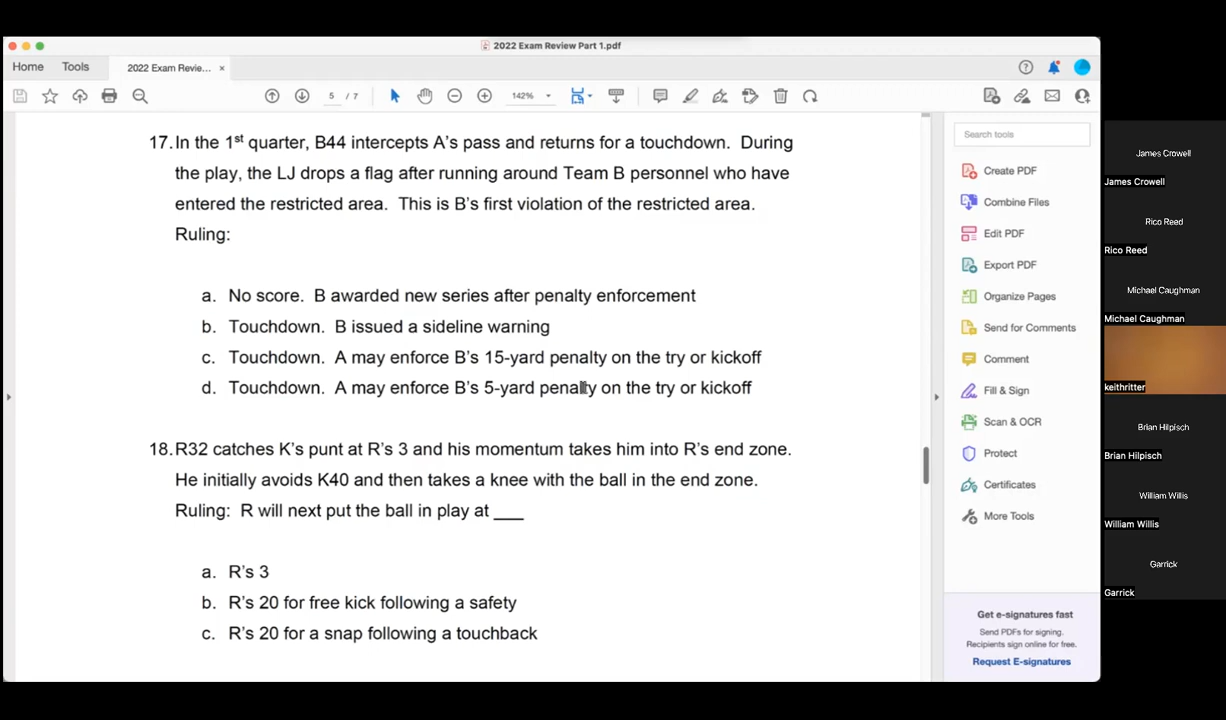 2022 Exam Review Part 1.pdf
Home
Tools
2022 Exam Revie... ×
5 / 7
142%
17. In the 1st quarter, B44 intercepts A's pass and returns for a touchdown. During
the play, the LJ drops a flag after running around Team B personnel who have
entered the restricted area. This is B's first violation of the restricted area.
Ruling:
a. No score. B awarded new series after penalty enforcement
b. Touchdown. B issued a sideline warning
c. Touchdown. A may enforce B's 15-yard penalty on the try or kickoff
d. Touchdown. A may enforce B's 5-yard penalty on the try or kickoff
18. R32 catches K's punt at R's 3 and his momentum takes him into R's end zone.
He initially avoids K40 and then takes a knee with the ball in the end zone.
Ruling: R will next put the ball in play at ___
a. R's 3
b. R's 20 for free kick following a safety
c. R's 20 for a snap following a touchback
Search tools
Create PDF
Combine Files
Edit PDF
Export PDF
Organize Pages
Send for Comments
Comment
Fill & Sign
Scan & OCR
Protect
Certificates
More Tools
Get e-signatures fast
Send PDFs for signing.
Recipients sign online for free.
Request E-signatures
James Crowell
James Crowell
Rico Reed
Rico Reed
Michael Caughman
Michael Caughman
keithritter
Brian Hilpisch
Brian Hilpisch
William Willis
William Willis
Garrick
Garrick